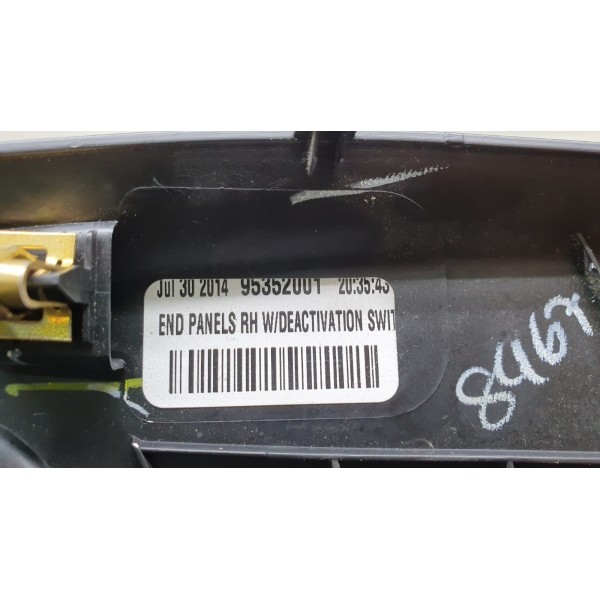 Jul 30 2014 95352001 20:35:43
END PANELS RH W/DEACTIVATION SWIT
8467